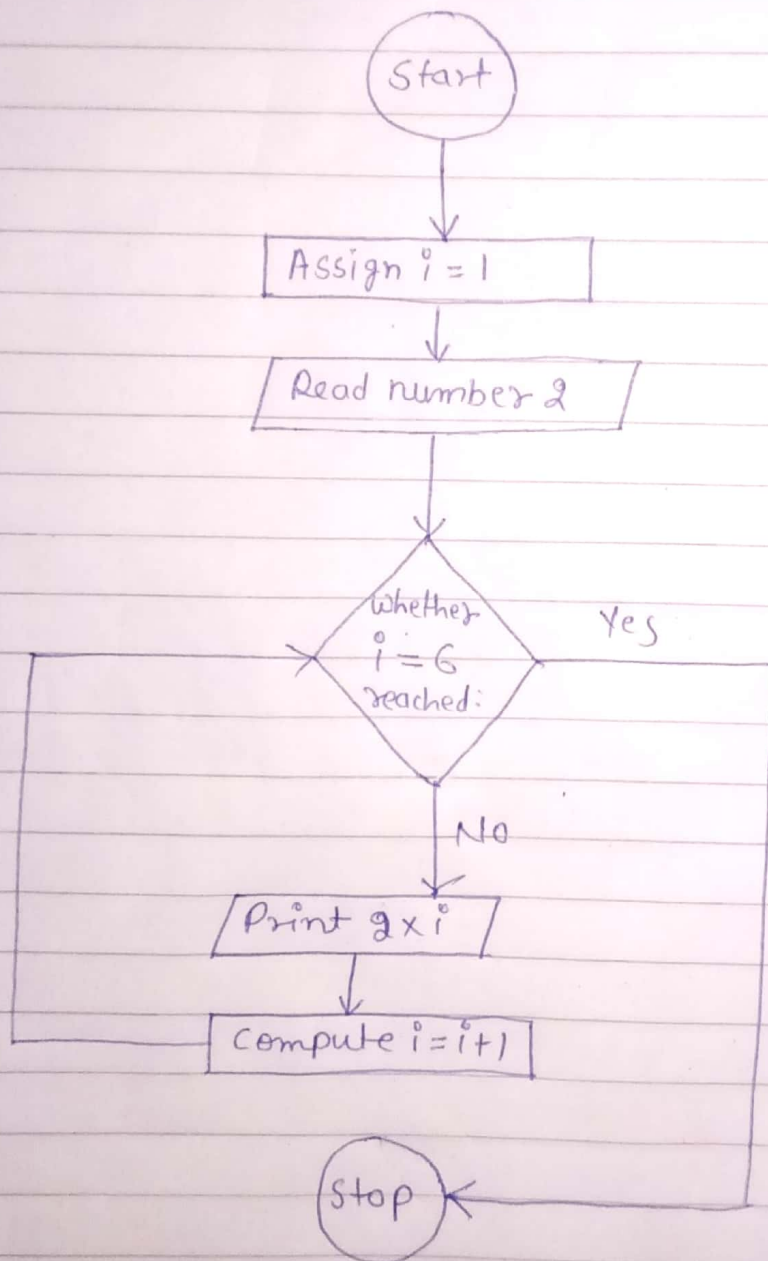 Start
Assign i = 1
Read number 2
Whether
i = 6
reached:
Yes
No
Print 2 x i
Compute i = i+1
Stop